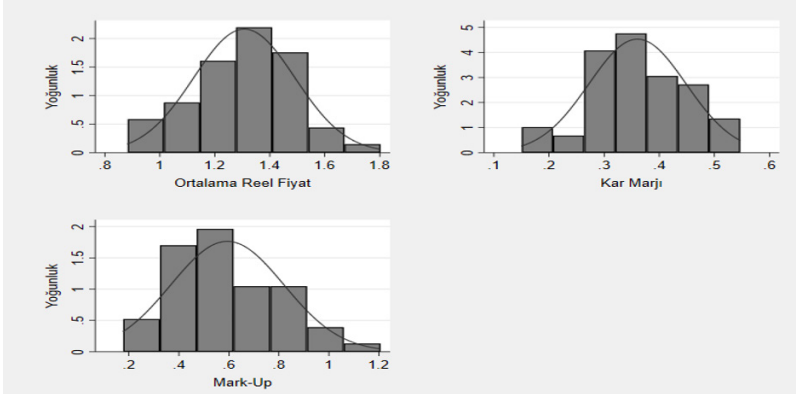 Yoğunluk
0 .5 1 1.5 2
.8 1 1.2 1.4 1.6 1.8
Ortalama Reel Fiyat
Yoğunluk
0 1 2 3 4 5
.1 .2 .3 .4 .5 .6
Kar Marjı
Yoğunluk
0 .5 1 1.5 2
.2 .4 .6 .8 1 1.2
Mark-Up